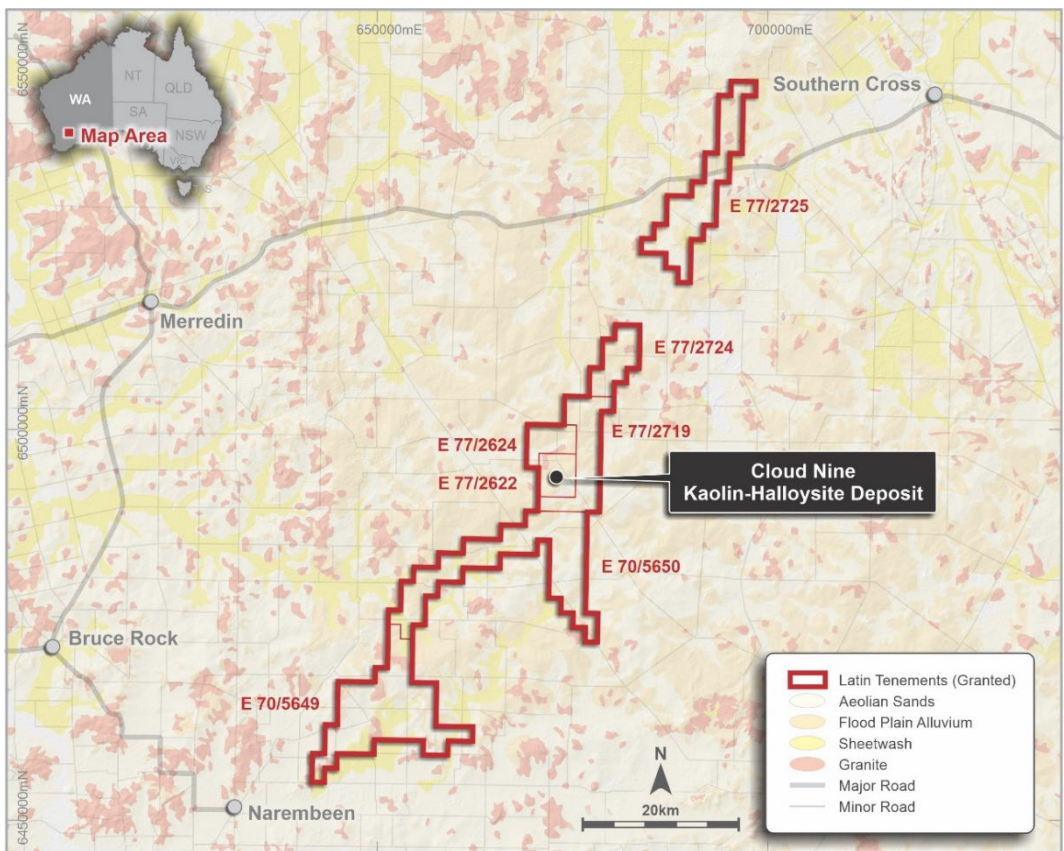 650000mE
700000mE
6550000mN
Southern Cross
NT
QLD
WA
SA
NSW
VIC
Map Area
E 77/2725
Merredin
E 77/2724
6500000mN
E 77/2624
E 77/2719
Cloud Nine
Kaolin-Halloysite Deposit
E 77/2622
E 70/5650
Bruce Rock
E 70/5649
Narembeen
6450000mN
N
20km
Latin Tenements (Granted)
Aeolian Sands
Flood Plain Alluvium
Sheetwash
Granite
Major Road
Minor Road